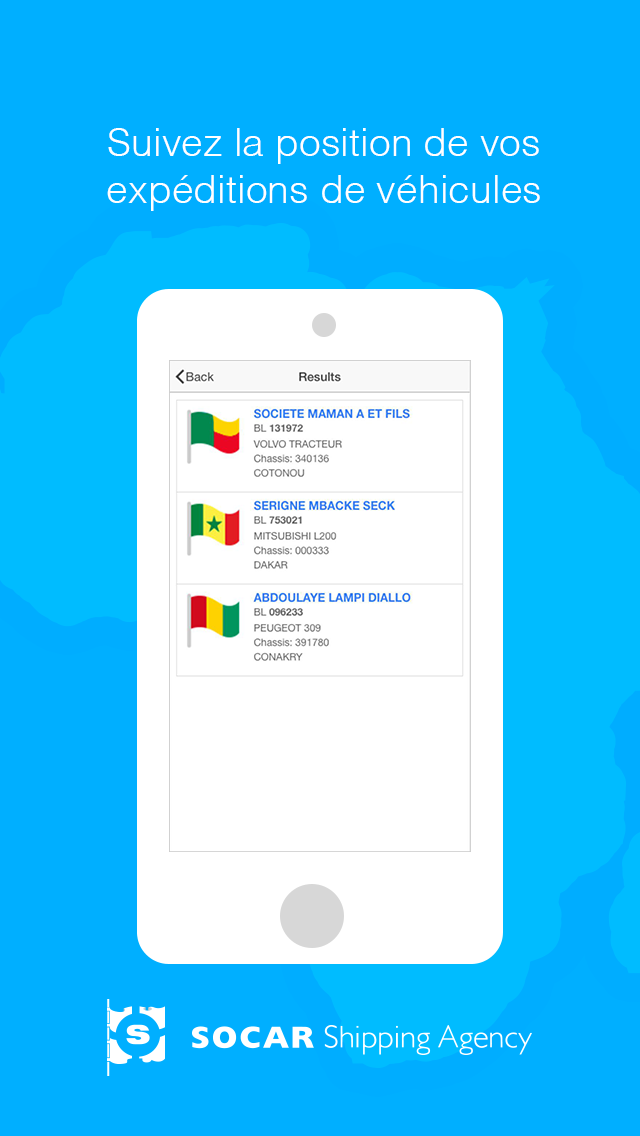 Suivez la position de vos
expéditions de véhicules
Back
Results
SOCIETE MAMAN A ET FILS
BL 131972
VOLVO TRACTEUR
Chassis: 340136
COTONOU
SERIGNE MBACKE SECK
BL 753021
MITSUBISHI L200
Chassis: 000333
DAKAR
ABDOULAYE LAMPI DIALLO
BL 096233
PEUGEOT 309
Chassis: 391780
CONAKRY
S
SOCAR Shipping Agency